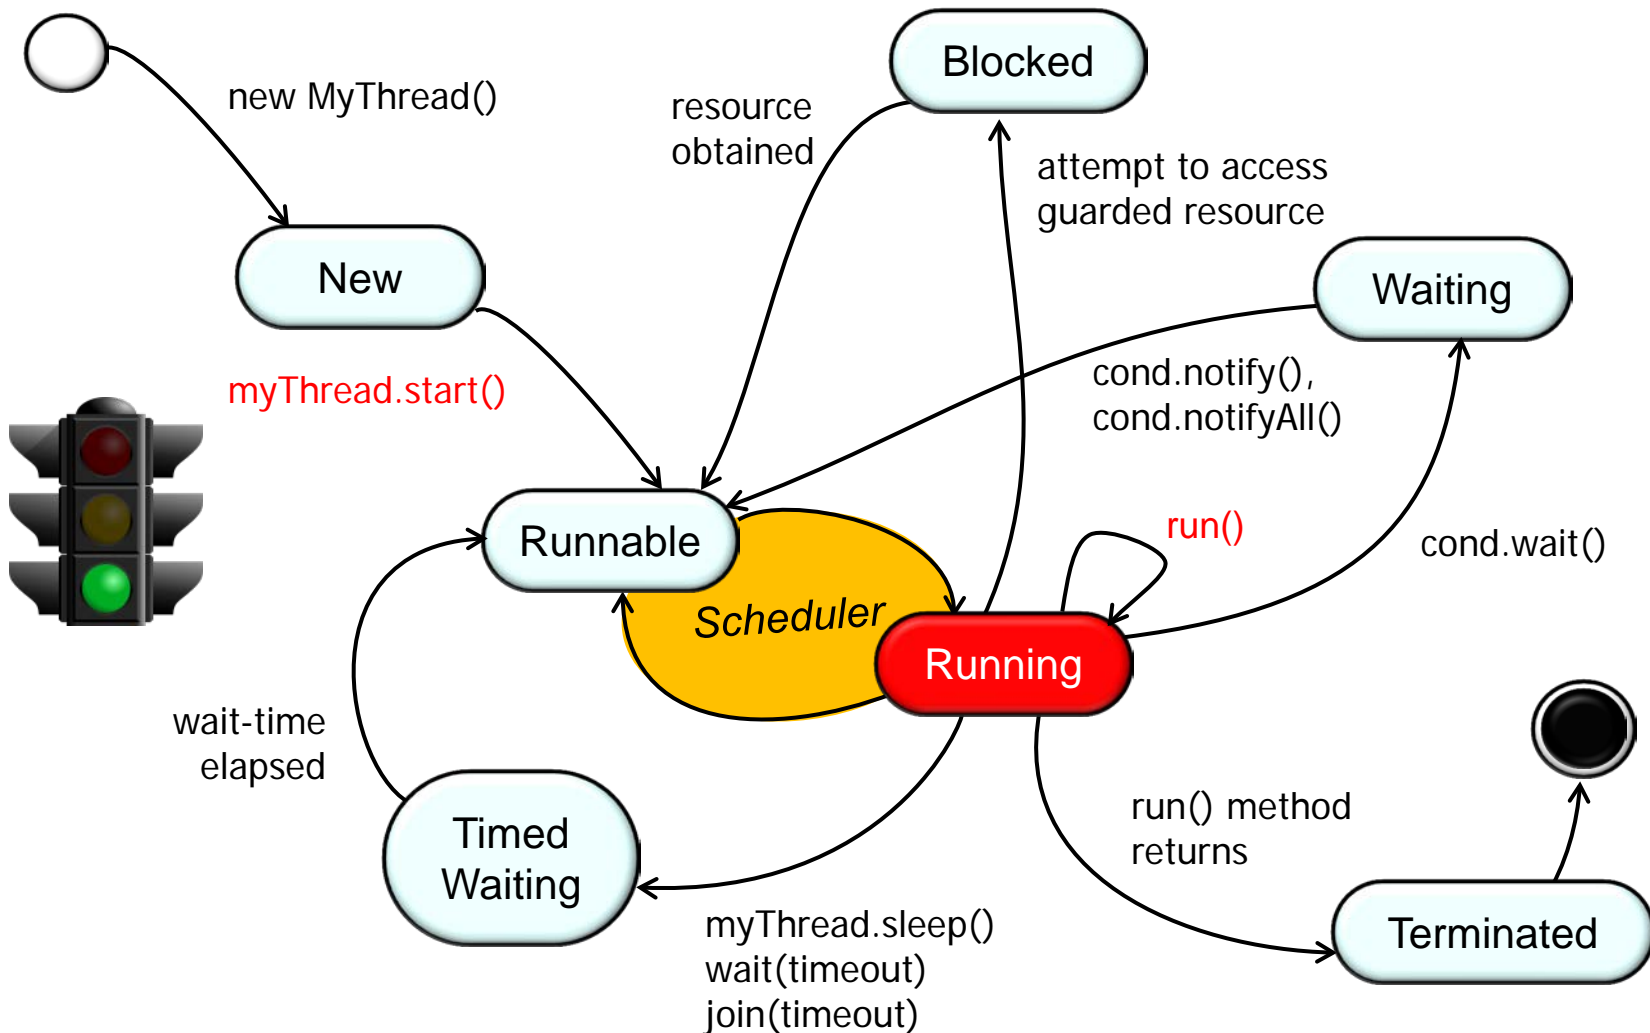 Blocked
new MyThread()
resource
obtained
attempt to access
guarded resource
New
Waiting
myThread.start()
cond.notify(),
cond.notifyAll()
Runnable
run()
cond.wait()
Scheduler
Running
wait-time
elapsed
Timed
Waiting
run() method
returns
myThread.sleep()
wait(timeout)
join(timeout)
Terminated